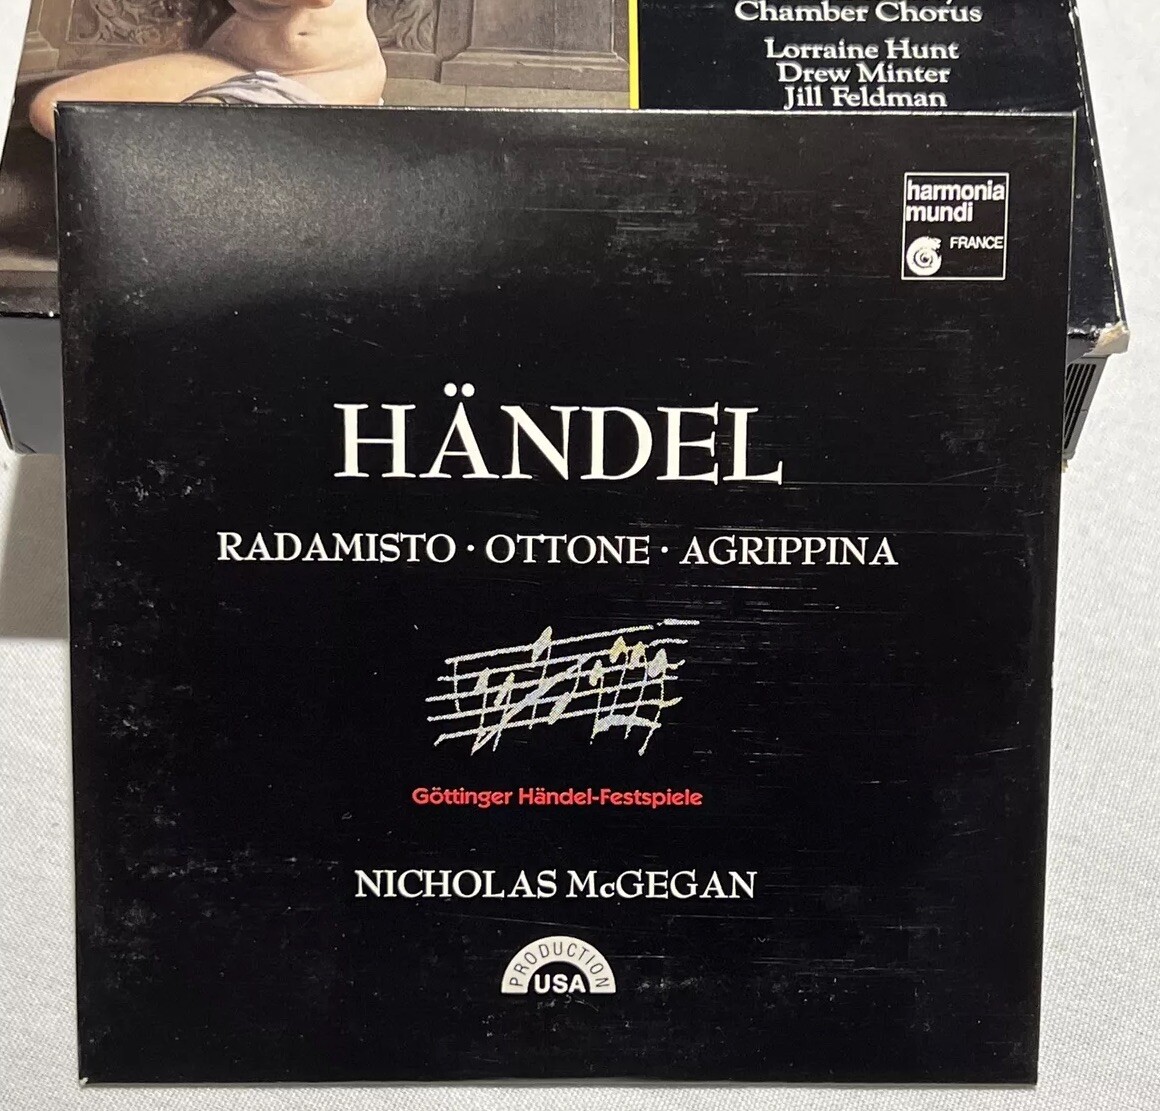 Chamber Chorus
Lorraine Hunt
Drew Minter
Jill Feldman
harmonia
mundi
FRANCE
HÄNDEL
RADAMISTO · OTTONE · AGRIPPINA
Göttinger Händel-Festspiele
NICHOLAS McGEGAN
PRODUCTION
USA